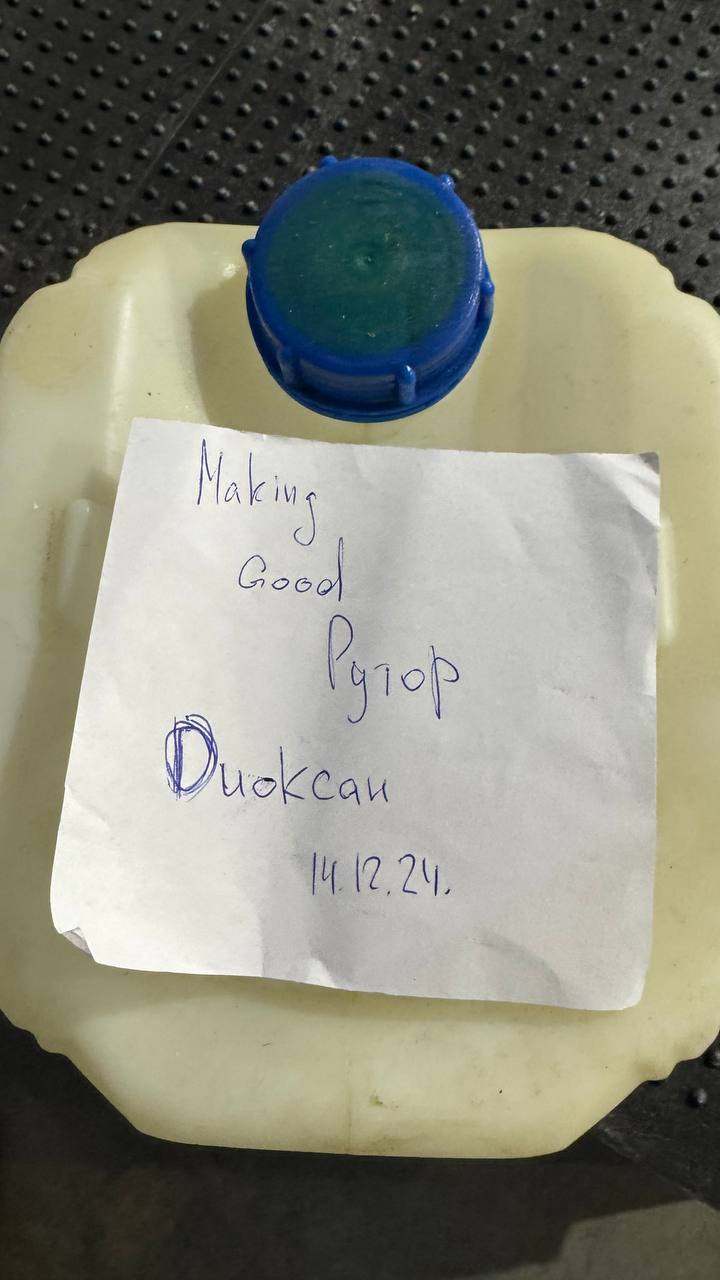 Making
Good
Рутор
Диоксан
14.12.24.